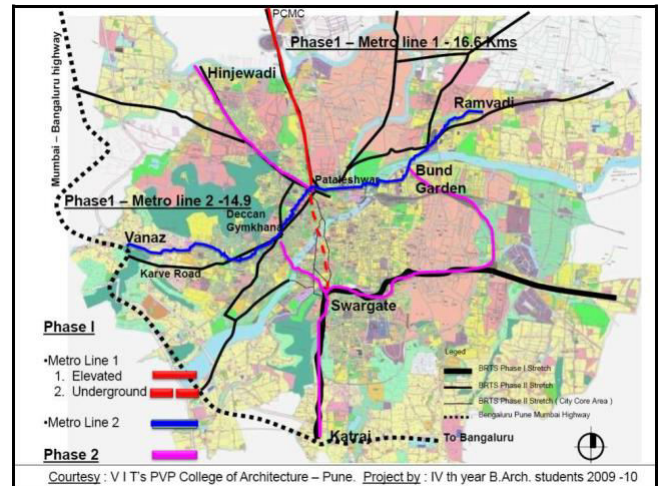 PCMC
Phase1 – Metro line 1 - 16.6 Kms
Mumbai – Bangaluru highway
Hinjewadi
Ramvadi
Bund
Garden
Pataleshwar
Phase1 – Metro line 2 -14.9
Deccan
Gymkhana
Vanaz
Karve Road
Swargate
Phase I
•Metro Line 1
1. Elevated
2. Underground
•Metro Line 2
Phase 2
Leged
BRTS Phase I Stretch
BRTS Phase II Stretch
BRTS Phase II Stretch ( City Core Area )
Bengaluru Pune Mumbai Highway
Katraj
To Bangaluru
Courtesy : V I T's PVP College of Architecture – Pune. Project by : IV th year B.Arch. students 2009 -10